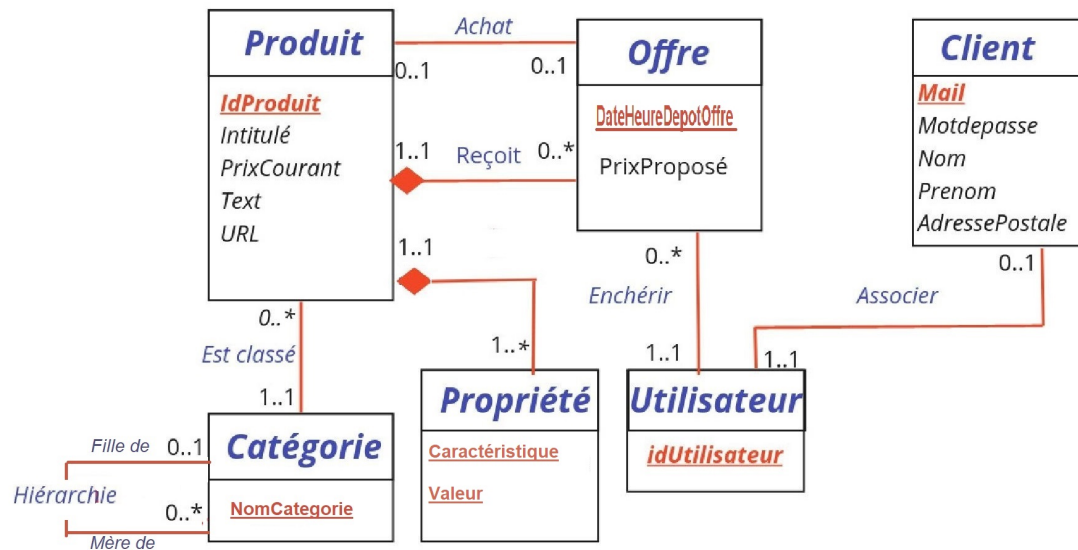 Produit
IdProduit
Intitulé
PrixCourant
Text
URL
Achat
0..1
0..1
Offre
DateHeureDepotOffre
PrixProposé
1..1
Reçoit
0..*
1..1
Client
Mail
Motdepasse
Nom
Prenom
AdressePostale
0..*
Enchérir
1..1
0..1
Associer
1..1
0..*
Est classé
1..1
1..*
Propriété
Caractéristique
Valeur
Utilisateur
idUtilisateur
Catégorie
NomCategorie
Fille de
0..1
Hiérarchie
0..*
Mère de